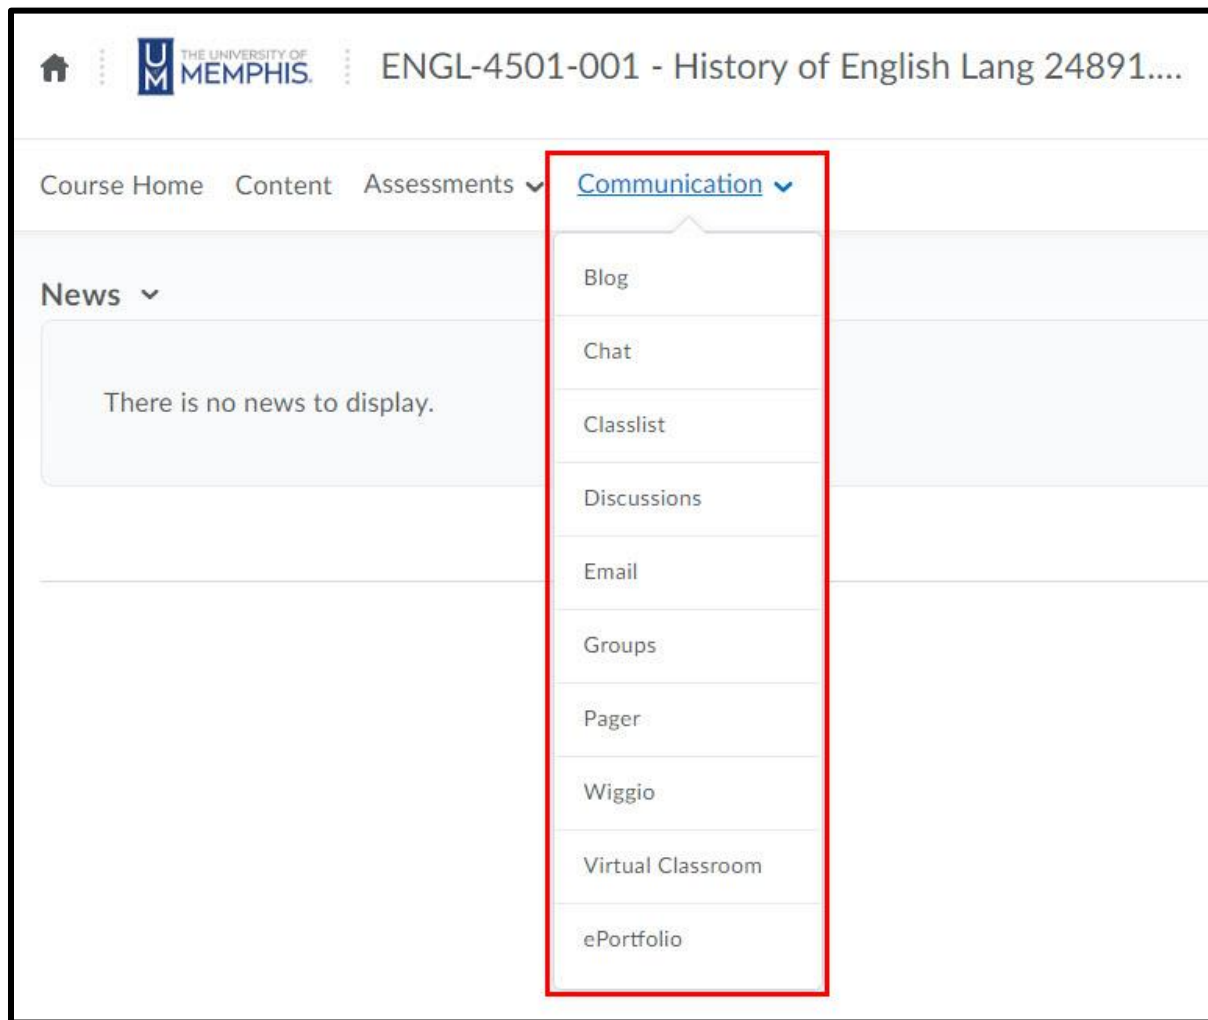 UM THE UNIVERSITY OF MEMPHIS. ENGL-4501-001 - History of English Lang 24891....
Course Home Content Assessments Communication
News
There is no news to display.
Blog
Chat
Classlist
Discussions
Email
Groups
Pager
Wiggio
Virtual Classroom
ePortfolio